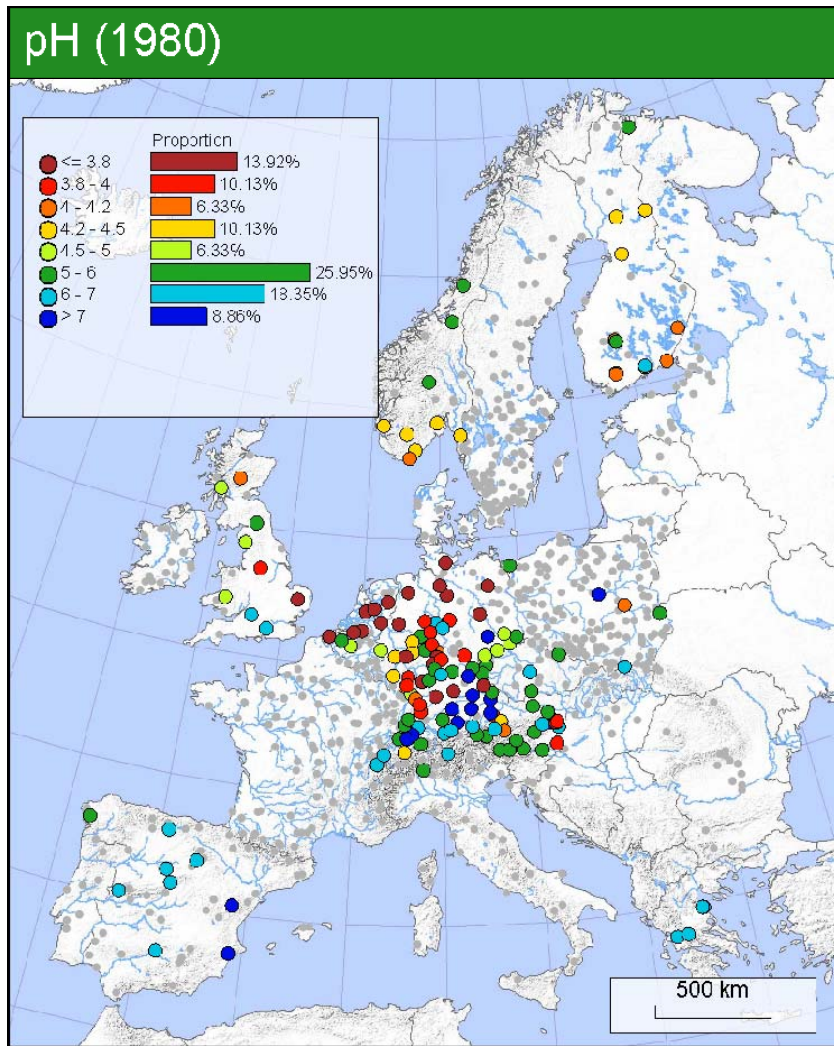 pH (1980)
Proportion
<= 3.8 13.92%
3.8 - 4 10.13%
4 - 4.2 6.33%
4.2 - 4.5 10.13%
4.5 - 5 6.33%
5 - 6 25.95%
6 - 7 18.35%
> 7 8.86%
500 km